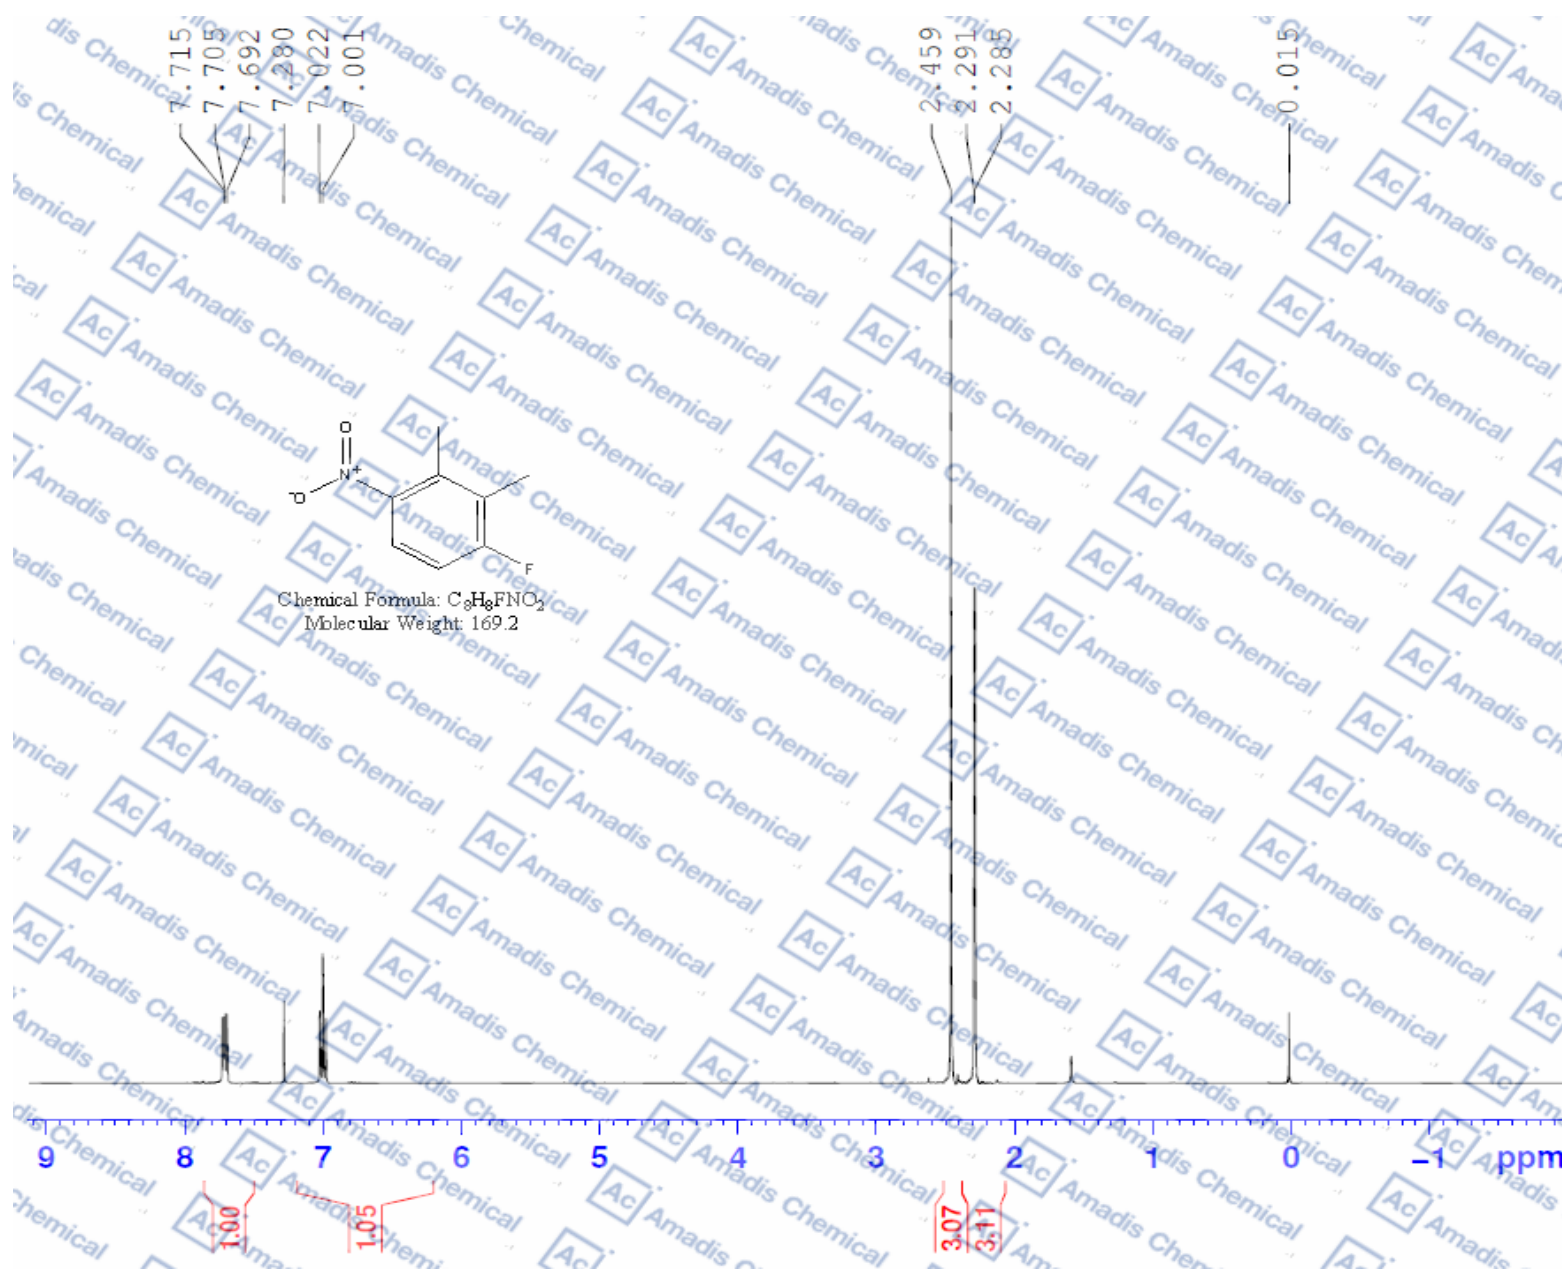 7.715
7.705
7.692
7.280
7.022
7.001
2.459
2.291
2.285
0.015
O
N+
-O
F
Chemical Formula: C8H8FNO2
Molecular Weight: 169.2
9 8 7 6 5 4 3 2 1 0 -1 ppm
1.00
1.05
3.07
3.11
Ac Amadis Chemical